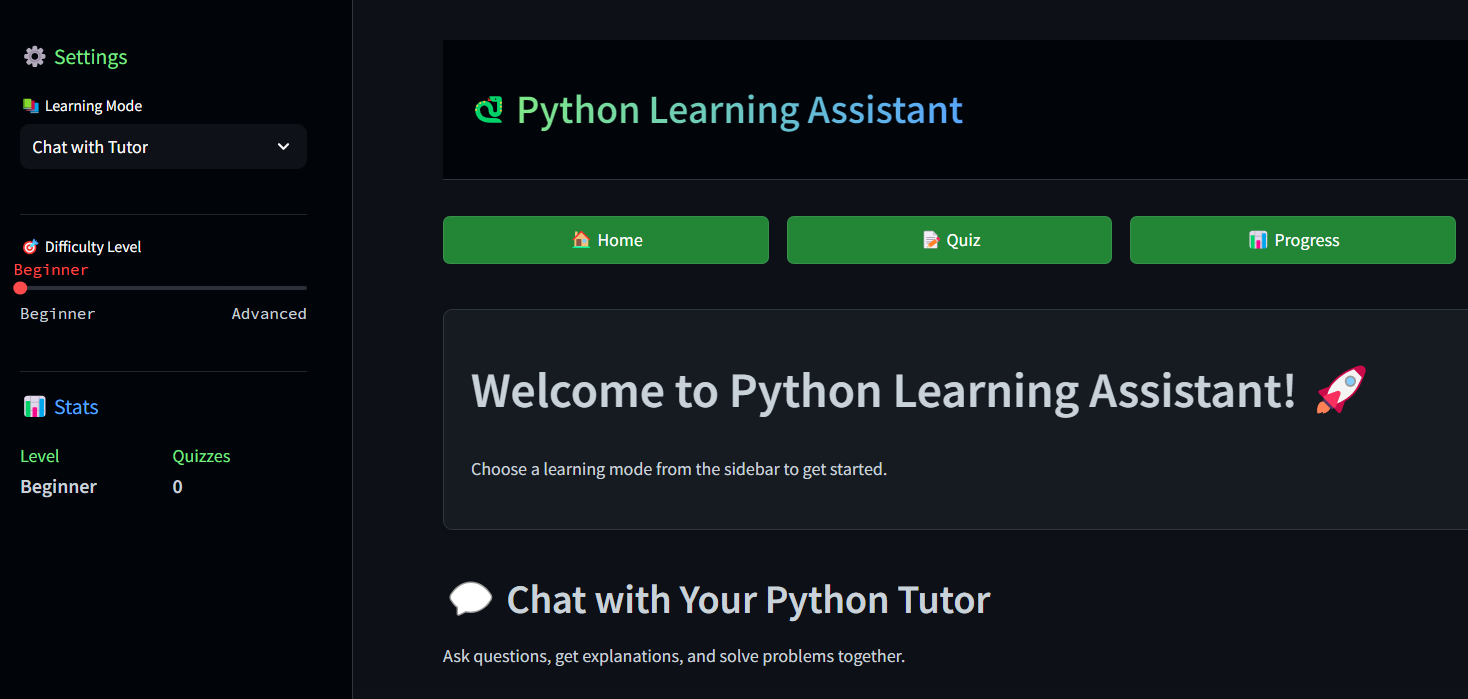 Settings
Learning Mode
Chat with Tutor
Difficulty Level
Beginner
Beginner Advanced
Stats
Level Quizzes
Beginner 0
Python Learning Assistant
Home Quiz Progress
Welcome to Python Learning Assistant!
Choose a learning mode from the sidebar to get started.
Chat with Your Python Tutor
Ask questions, get explanations, and solve problems together.